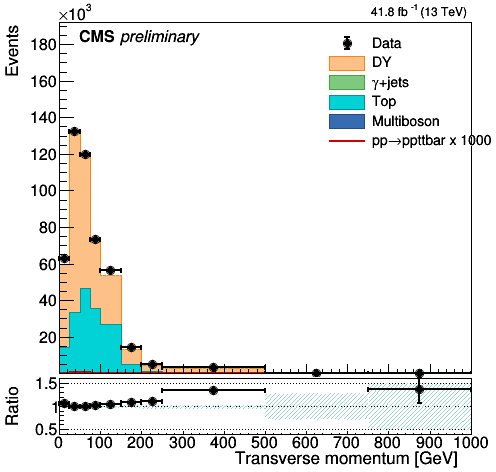 ×10³
41.8 fb⁻¹ (13 TeV)
CMS preliminary
Events
180
160
140
120
100
80
60
40
20
Data
DY
γ+jets
Top
Multiboson
pp→ppttbar x 1000
Ratio
1.5
1
0.5
0 100 200 300 400 500 600 700 800 900 1000
Transverse momentum [GeV]